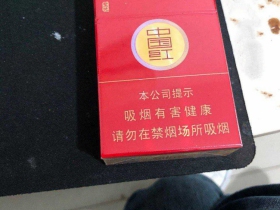 中国红
本公司提示
吸烟有害健康
请勿在禁烟场所吸烟